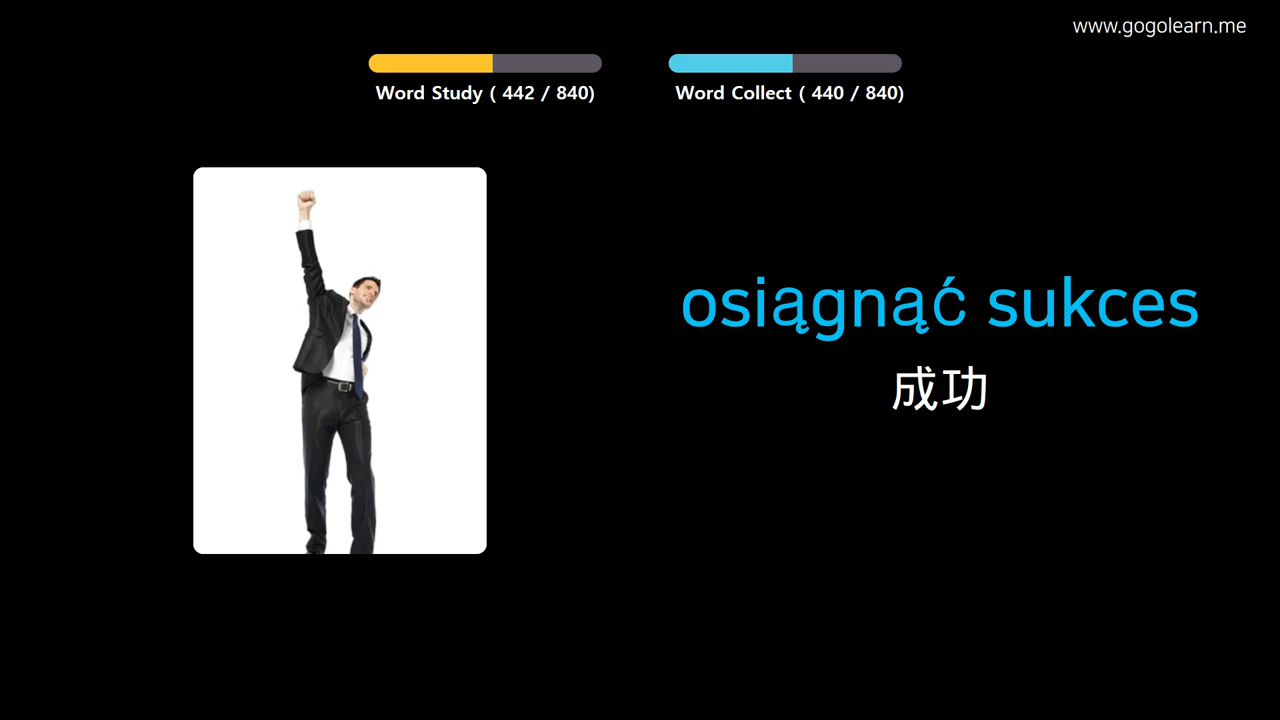 www.gogolearn.me
Word Study ( 442 / 840)
Word Collect ( 440 / 840)
osiągnąć sukces
成功